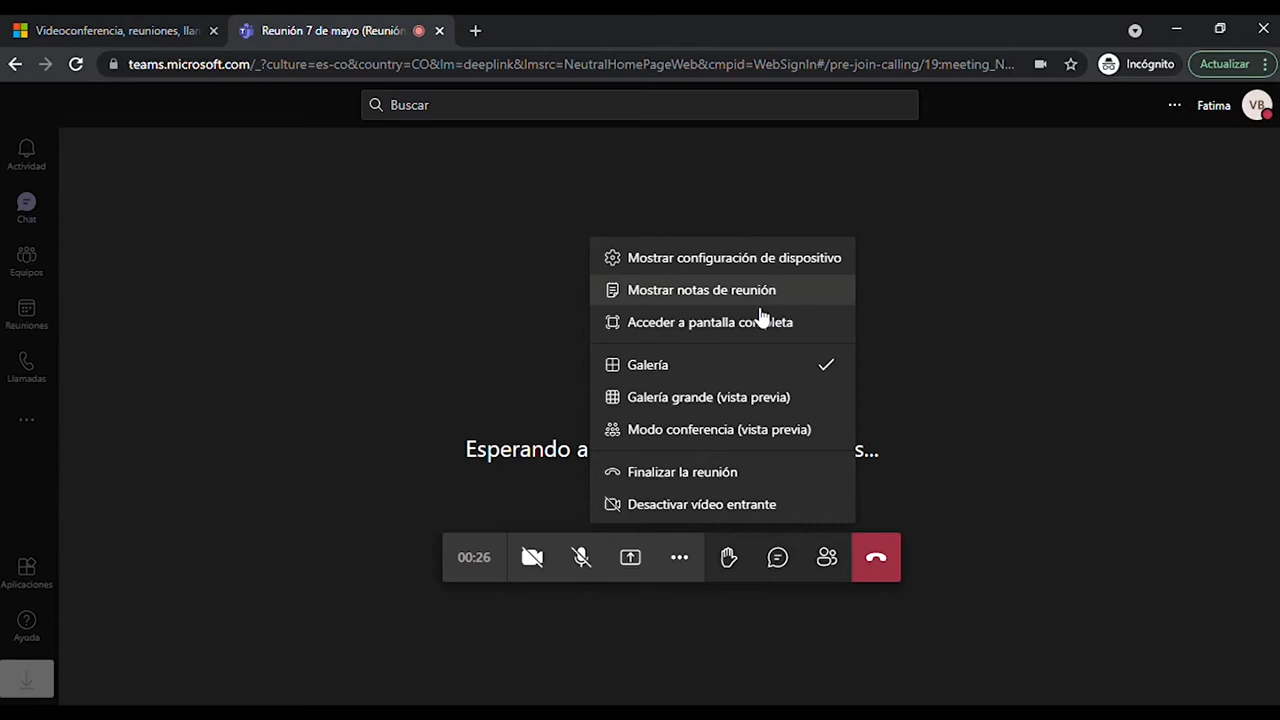 Videoconferencia, reuniones, llan
Reunión 7 de mayo (Reunión
teams.microsoft.com/_?culture=es-co&country=CO&lm=deeplink&lmsrc=NeutralHomePageWeb&cmpid=WebSignIn#/pre-join-calling/19:meeting_N...
Incógnito
Actualizar
Buscar
Fatima
VB
Actividad
Chat
Equipos
Reuniones
Llamadas
Aplicaciones
Ayuda
Mostrar configuración de dispositivo
Mostrar notas de reunión
Acceder a pantalla completa
Galería
Galería grande (vista previa)
Modo conferencia (vista previa)
Esperando a s...
Finalizar la reunión
Desactivar vídeo entrante
00:26